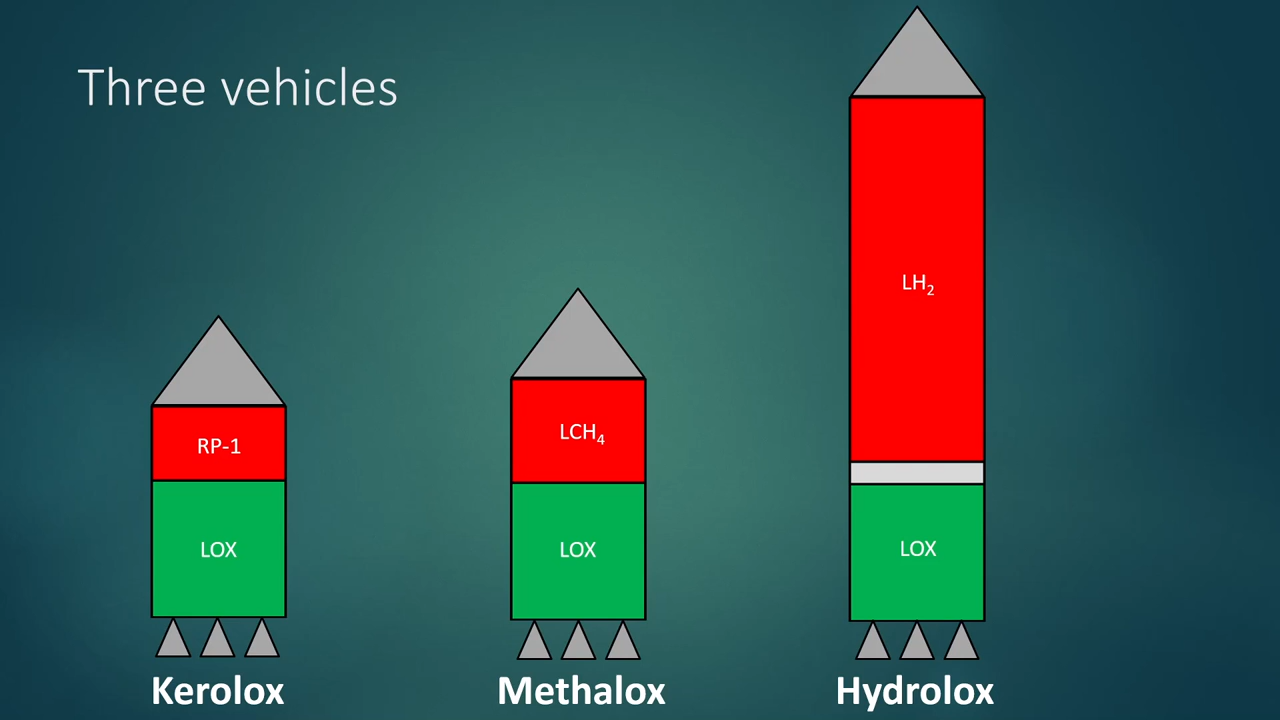 Three vehicles
LH₂
RP-1
LCH₄
LOX
LOX
LOX
Kerolox
Methalox
Hydrolox